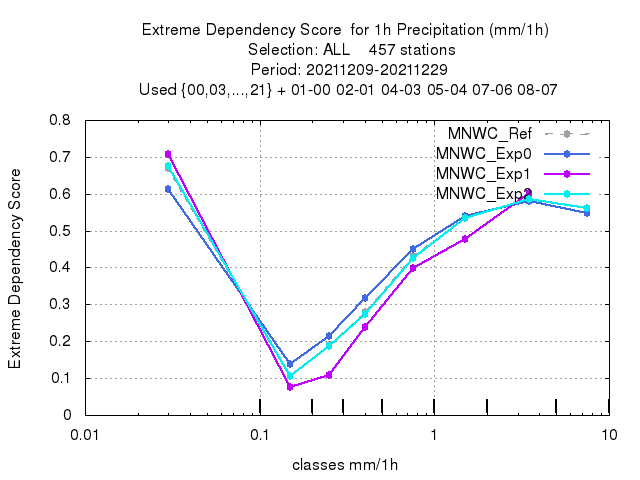 Extreme Dependency Score  for 1h Precipitation (mm/1h)
Selection: ALL    457 stations
Period: 20211209-20211229
Used {00,03,...,21} + 01-00 02-01 04-03 05-04 07-06 08-07
MNWC_Ref
MNWC_Exp0
MNWC_Exp1
MNWC_Exp2
Extreme Dependency Score
0.8
0.7
0.6
0.5
0.4
0.3
0.2
0.1
0
0.01
0.1
1
10
classes mm/1h